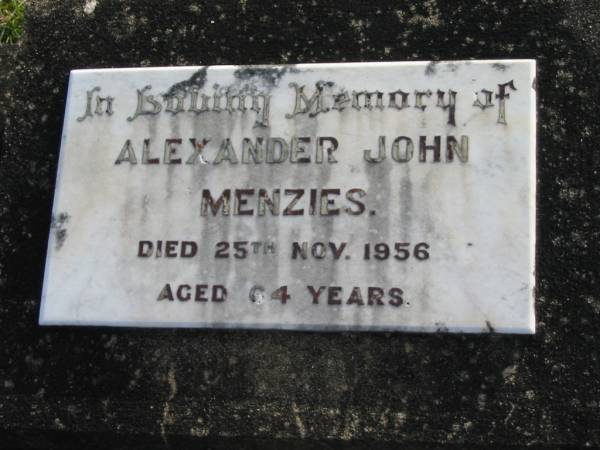 In Loving Memory of
ALEXANDER JOHN
MENZIES.
DIED 25TH NOV. 1956
AGED 64 YEARS.